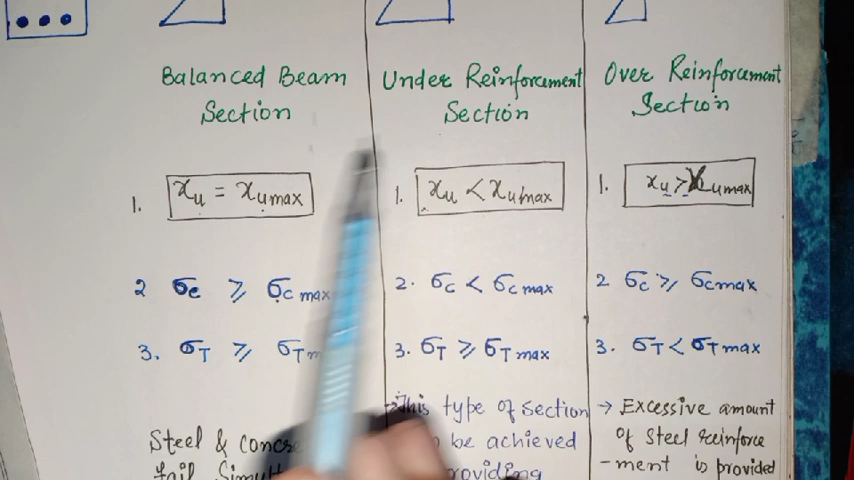 Balanced Beam
Section
1. xu = xumax
2 σc ⩾ σc max
3. σT ⩾
Steel &
fail
Under Reinforcement
Section
1. xu < xumax
2. σc < σc max
3. σT ⩾ σT max
→This type of section
be achieved
Over Reinforcement
Section
1. xu > xumax
2 σc ⩾ σcmax
3. σT < σT max
→ Excessive amount
of steel reinforce
-ment is provided